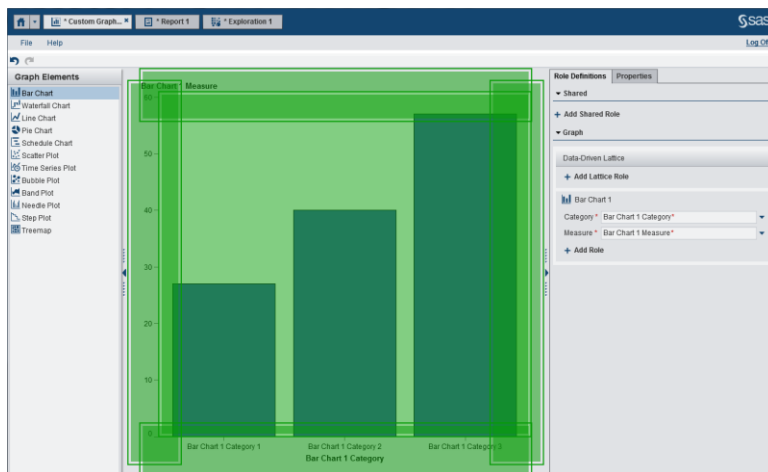 * Custom Graph...
* Report 1
* Exploration 1
sas
File Help
Log Of
Graph Elements
Bar Chart
Waterfall Chart
Line Chart
Pie Chart
Schedule Chart
Scatter Plot
Time Series Plot
Bubble Plot
Band Plot
Needle Plot
Step Plot
Treemap
Bar Chart * Measure
60
50
40
30
20
10
0
Bar Chart 1 Category 1
Bar Chart 1 Category 2
Bar Chart 1 Category 3
Bar Chart 1 Category
Role Definitions
Properties
Shared
+ Add Shared Role
Graph
Data-Driven Lattice
+ Add Lattice Role
Bar Chart 1
Category * Bar Chart 1 Category*
Measure * Bar Chart 1 Measure*
+ Add Role